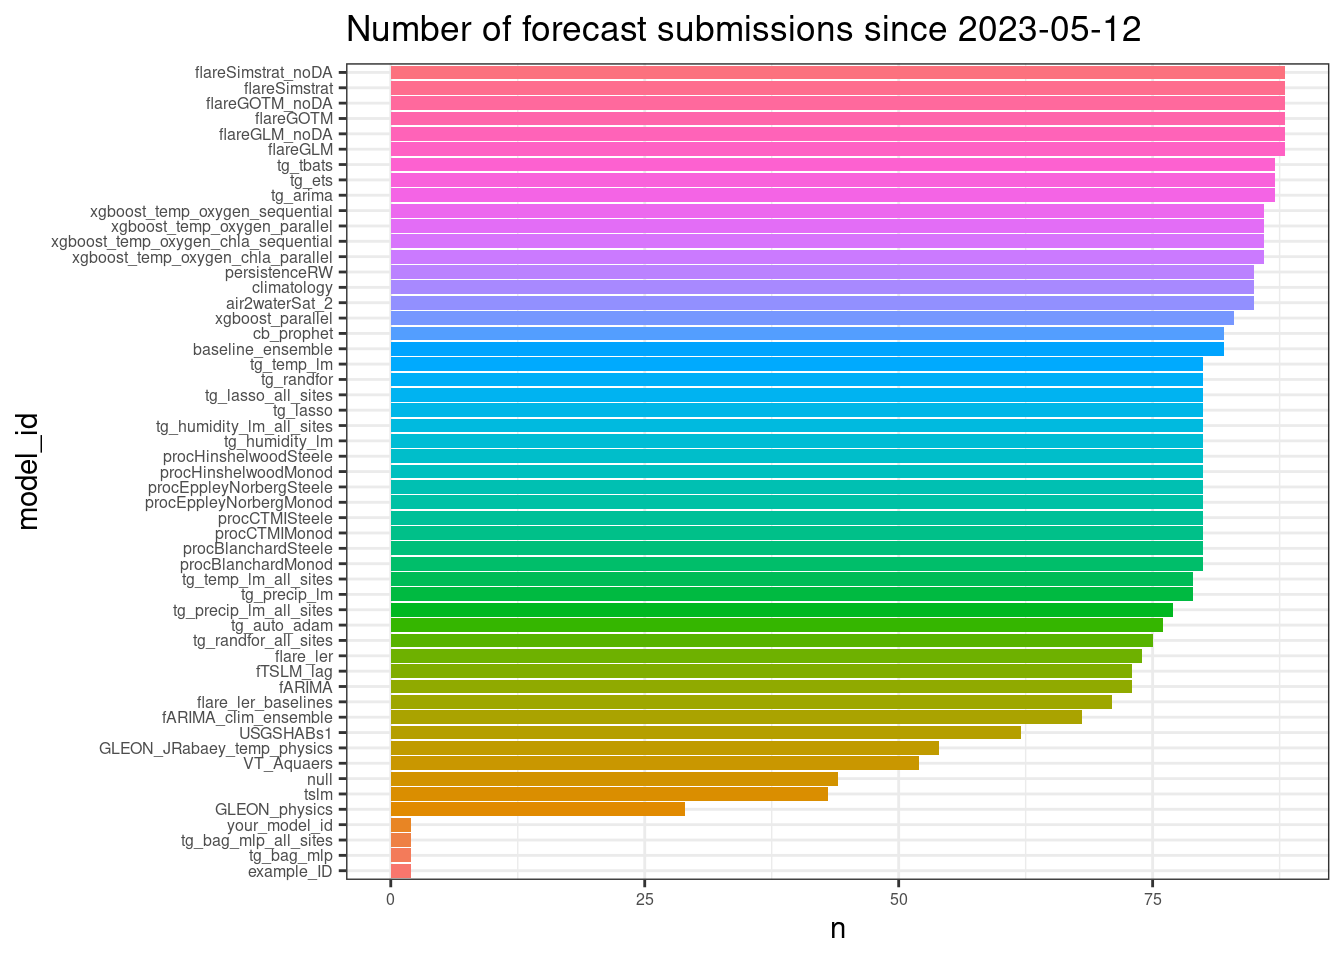 Number of forecast submissions since 2023-05-12
flareSimstrat_noDA
flareSimstrat
flareGOTM_noDA
flareGOTM
flareGLM_noDA
flareGLM
tg_tbats
tg_ets
tg_arima
xgboost_temp_oxygen_sequential
xgboost_temp_oxygen_parallel
xgboost_temp_oxygen_chla_sequential
xgboost_temp_oxygen_chla_parallel
persistenceRW
climatology
air2waterSat_2
xgboost_parallel
cb_prophet
baseline_ensemble
tg_temp_lm
tg_randfor
tg_lasso_all_sites
tg_lasso
tg_humidity_lm_all_sites
tg_humidity_lm
procHinshelwoodSteele
procHinshelwoodMonod
procEppleyNorbergSteele
procEppleyNorbergMonod
procCTMISteele
procCTMIMonod
procBlanchardSteele
procBlanchardMonod
tg_temp_lm_all_sites
tg_precip_lm
tg_precip_lm_all_sites
tg_auto_adam
tg_randfor_all_sites
flare_ler
fTSLM_lag
fARIMA
flare_ler_baselines
fARIMA_clim_ensemble
USGSHABs1
GLEON_JRabaey_temp_physics
VT_Aquaers
null
tslm
GLEON_physics
your_model_id
tg_bag_mlp_all_sites
tg_bag_mlp
example_ID
model_id
0 25 50 75
n